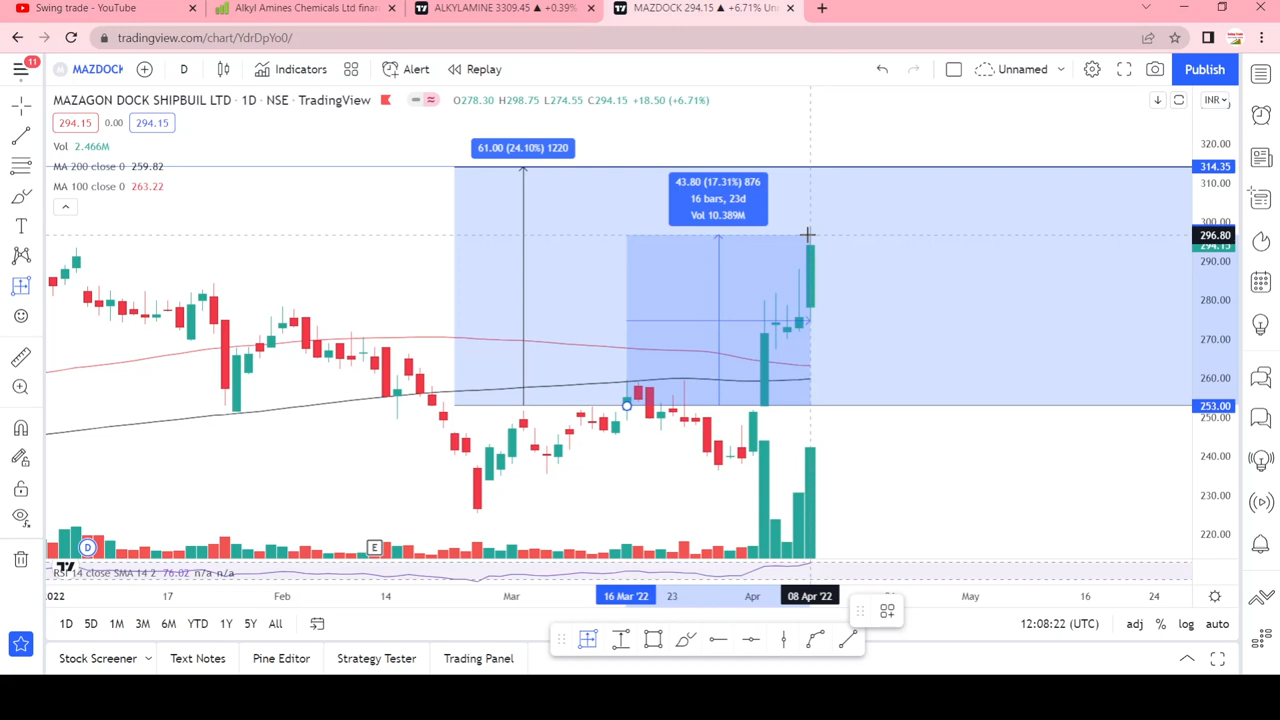 Swing trade - YouTube
Alkyl Amines Chemicals Ltd finar
ALKYLAMINE 3309.45 ▲ +0.39%
MAZDOCK 294.15 ▲ +6.71% Un
tradingview.com/chart/YdrDpYo0/
11
MAZDOCK
D
Indicators
Alert
Replay
Unnamed
Publish
MAZAGON DOCK SHIPBUIL LTD · 1D · NSE · TradingView
O278.30 H298.75 L274.55 C294.15 +18.50 (+6.71%)
INR
294.15
0.00
294.15
Vol 2.466M
MA 200 close 0 259.82
MA 100 close 0 263.22
61.00 (24.10%) 1220
43.80 (17.31%) 876
16 bars, 23d
Vol 10.389M
320.00
314.35
310.00
300.00
296.80
294.15
290.00
280.00
270.00
260.00
253.00
240.00
230.00
220.00
D
E
RSI 14 close SMA 14 2 76.02 n/a n/a
2022
17
Feb
14
Mar
16 Mar '22
23
Apr
08 Apr '22
May
16
24
1D
5D
1M
3M
6M
YTD
1Y
5Y
All
12:08:22 (UTC)
adj
%
log
auto
Stock Screener
Text Notes
Pine Editor
Strategy Tester
Trading Panel